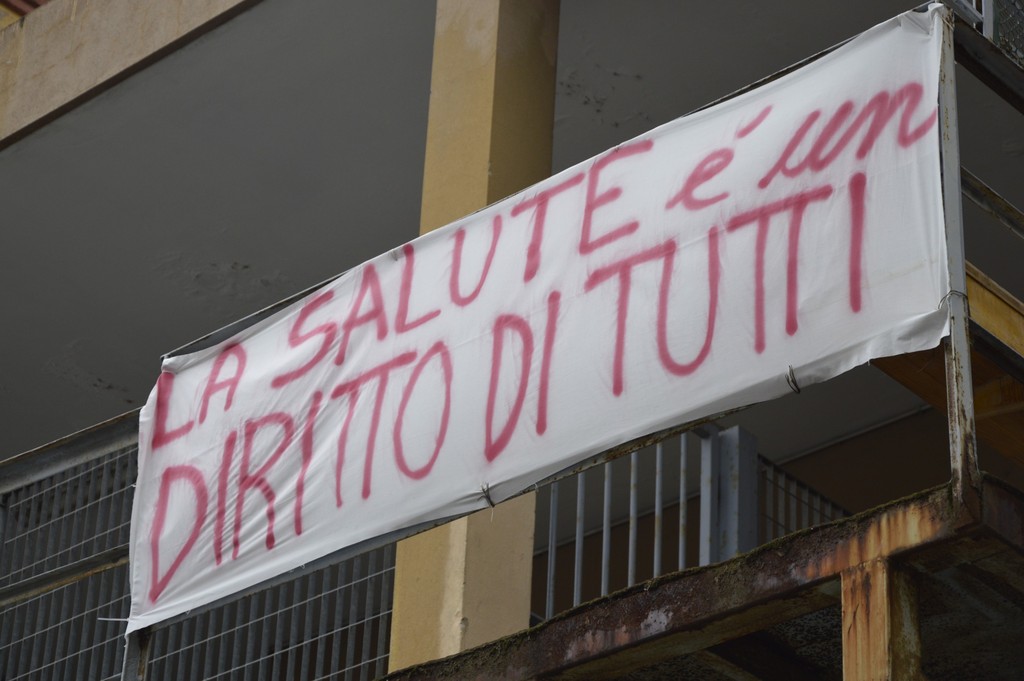 LA SALUTE é un
DIRITTO DI TUTTI